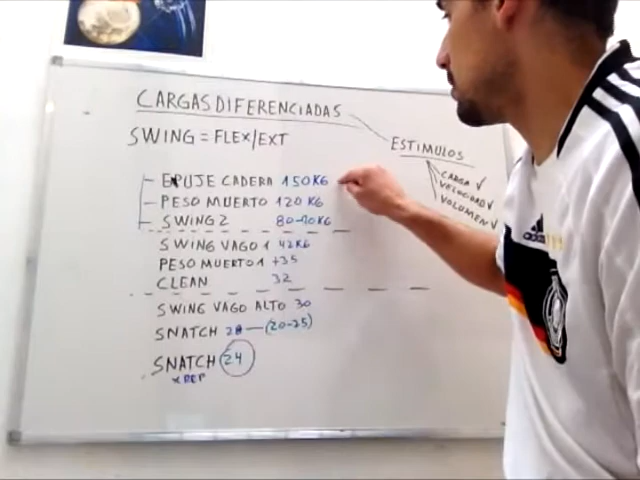 CARGAS DIFERENCIADAS
SWING = FLEX/EXT
ESTIMULOS
CARGA ✓
VELOCIDAD ✓
VOLUMEN ✓
EPUJE CADERA 150KG
PESO MUERTO 120 KG
SWING 2 80-90KG
SWING VAGO 1 42KG
PESO MUERTO 1 +35
CLEAN 32
SWING VAGO ALTO 30
SNATCH 28 — (20-25)
SNATCH 24
x REP
adidas